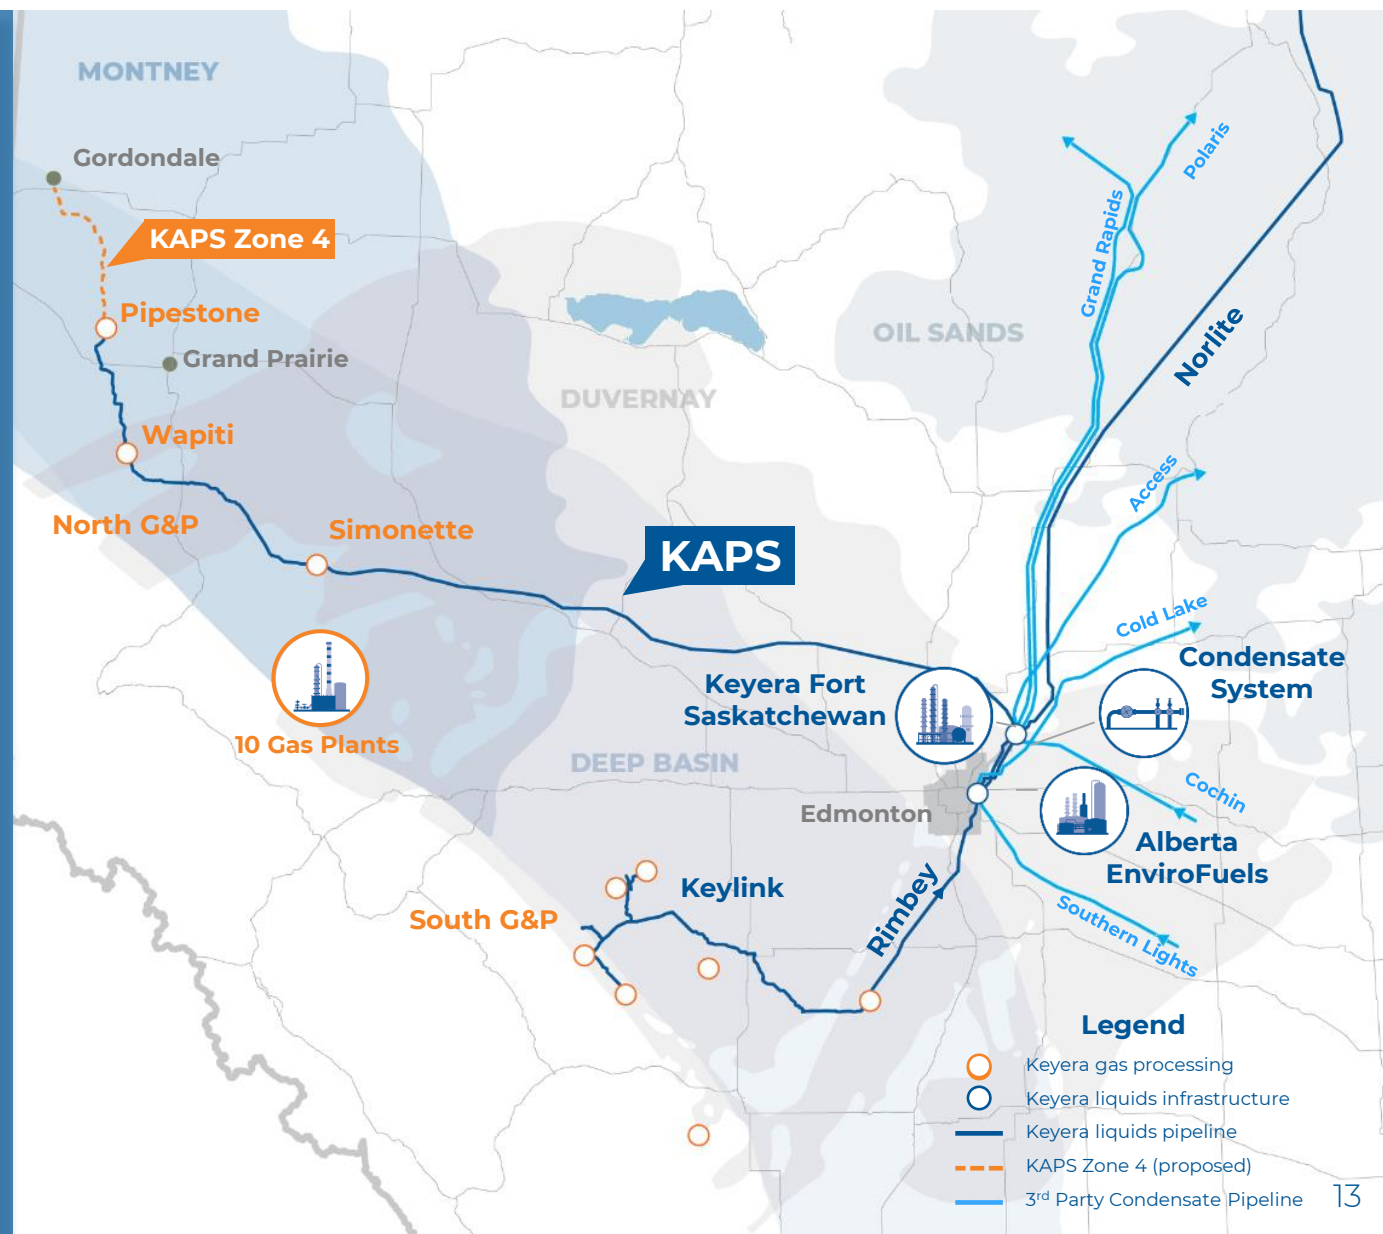 MONTNEY
Gordondale
KAPS Zone 4
Pipestone
Grand Prairie
Wapiti
North G&P
Simonette
10 Gas Plants
DUVERNAY
OIL SANDS
Grand Rapids
Polaris
Norlite
Access
Cold Lake
KAPS
Keyera Fort
Saskatchewan
Condensate
System
DEEP BASIN
Edmonton
Cochin
Alberta
EnviroFuels
Keylink
South G&P
Rimbey
Southern Lights
Legend
Keyera gas processing
Keyera liquids infrastructure
Keyera liquids pipeline
KAPS Zone 4 (proposed)
3rd Party Condensate Pipeline
13